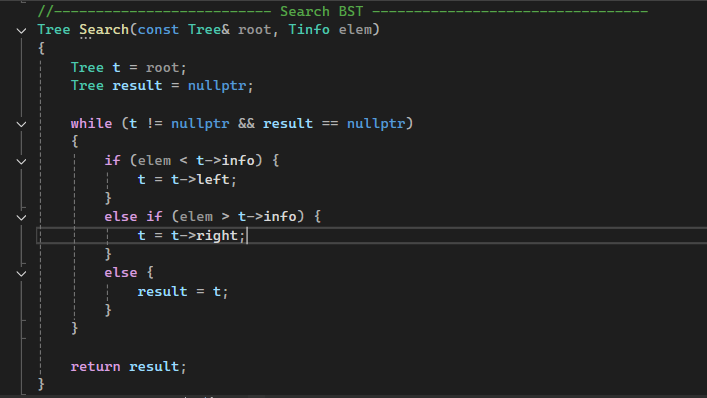 //-------------------------- Search BST ---------------------------------
Tree Search(const Tree& root, Tinfo elem)
{
    Tree t = root;
    Tree result = nullptr;

    while (t != nullptr && result == nullptr)
    {
        if (elem < t->info) {
            t = t->left;
        }
        else if (elem > t->info) {
            t = t->right;
        }
        else {
            result = t;
        }
    }

    return result;
}